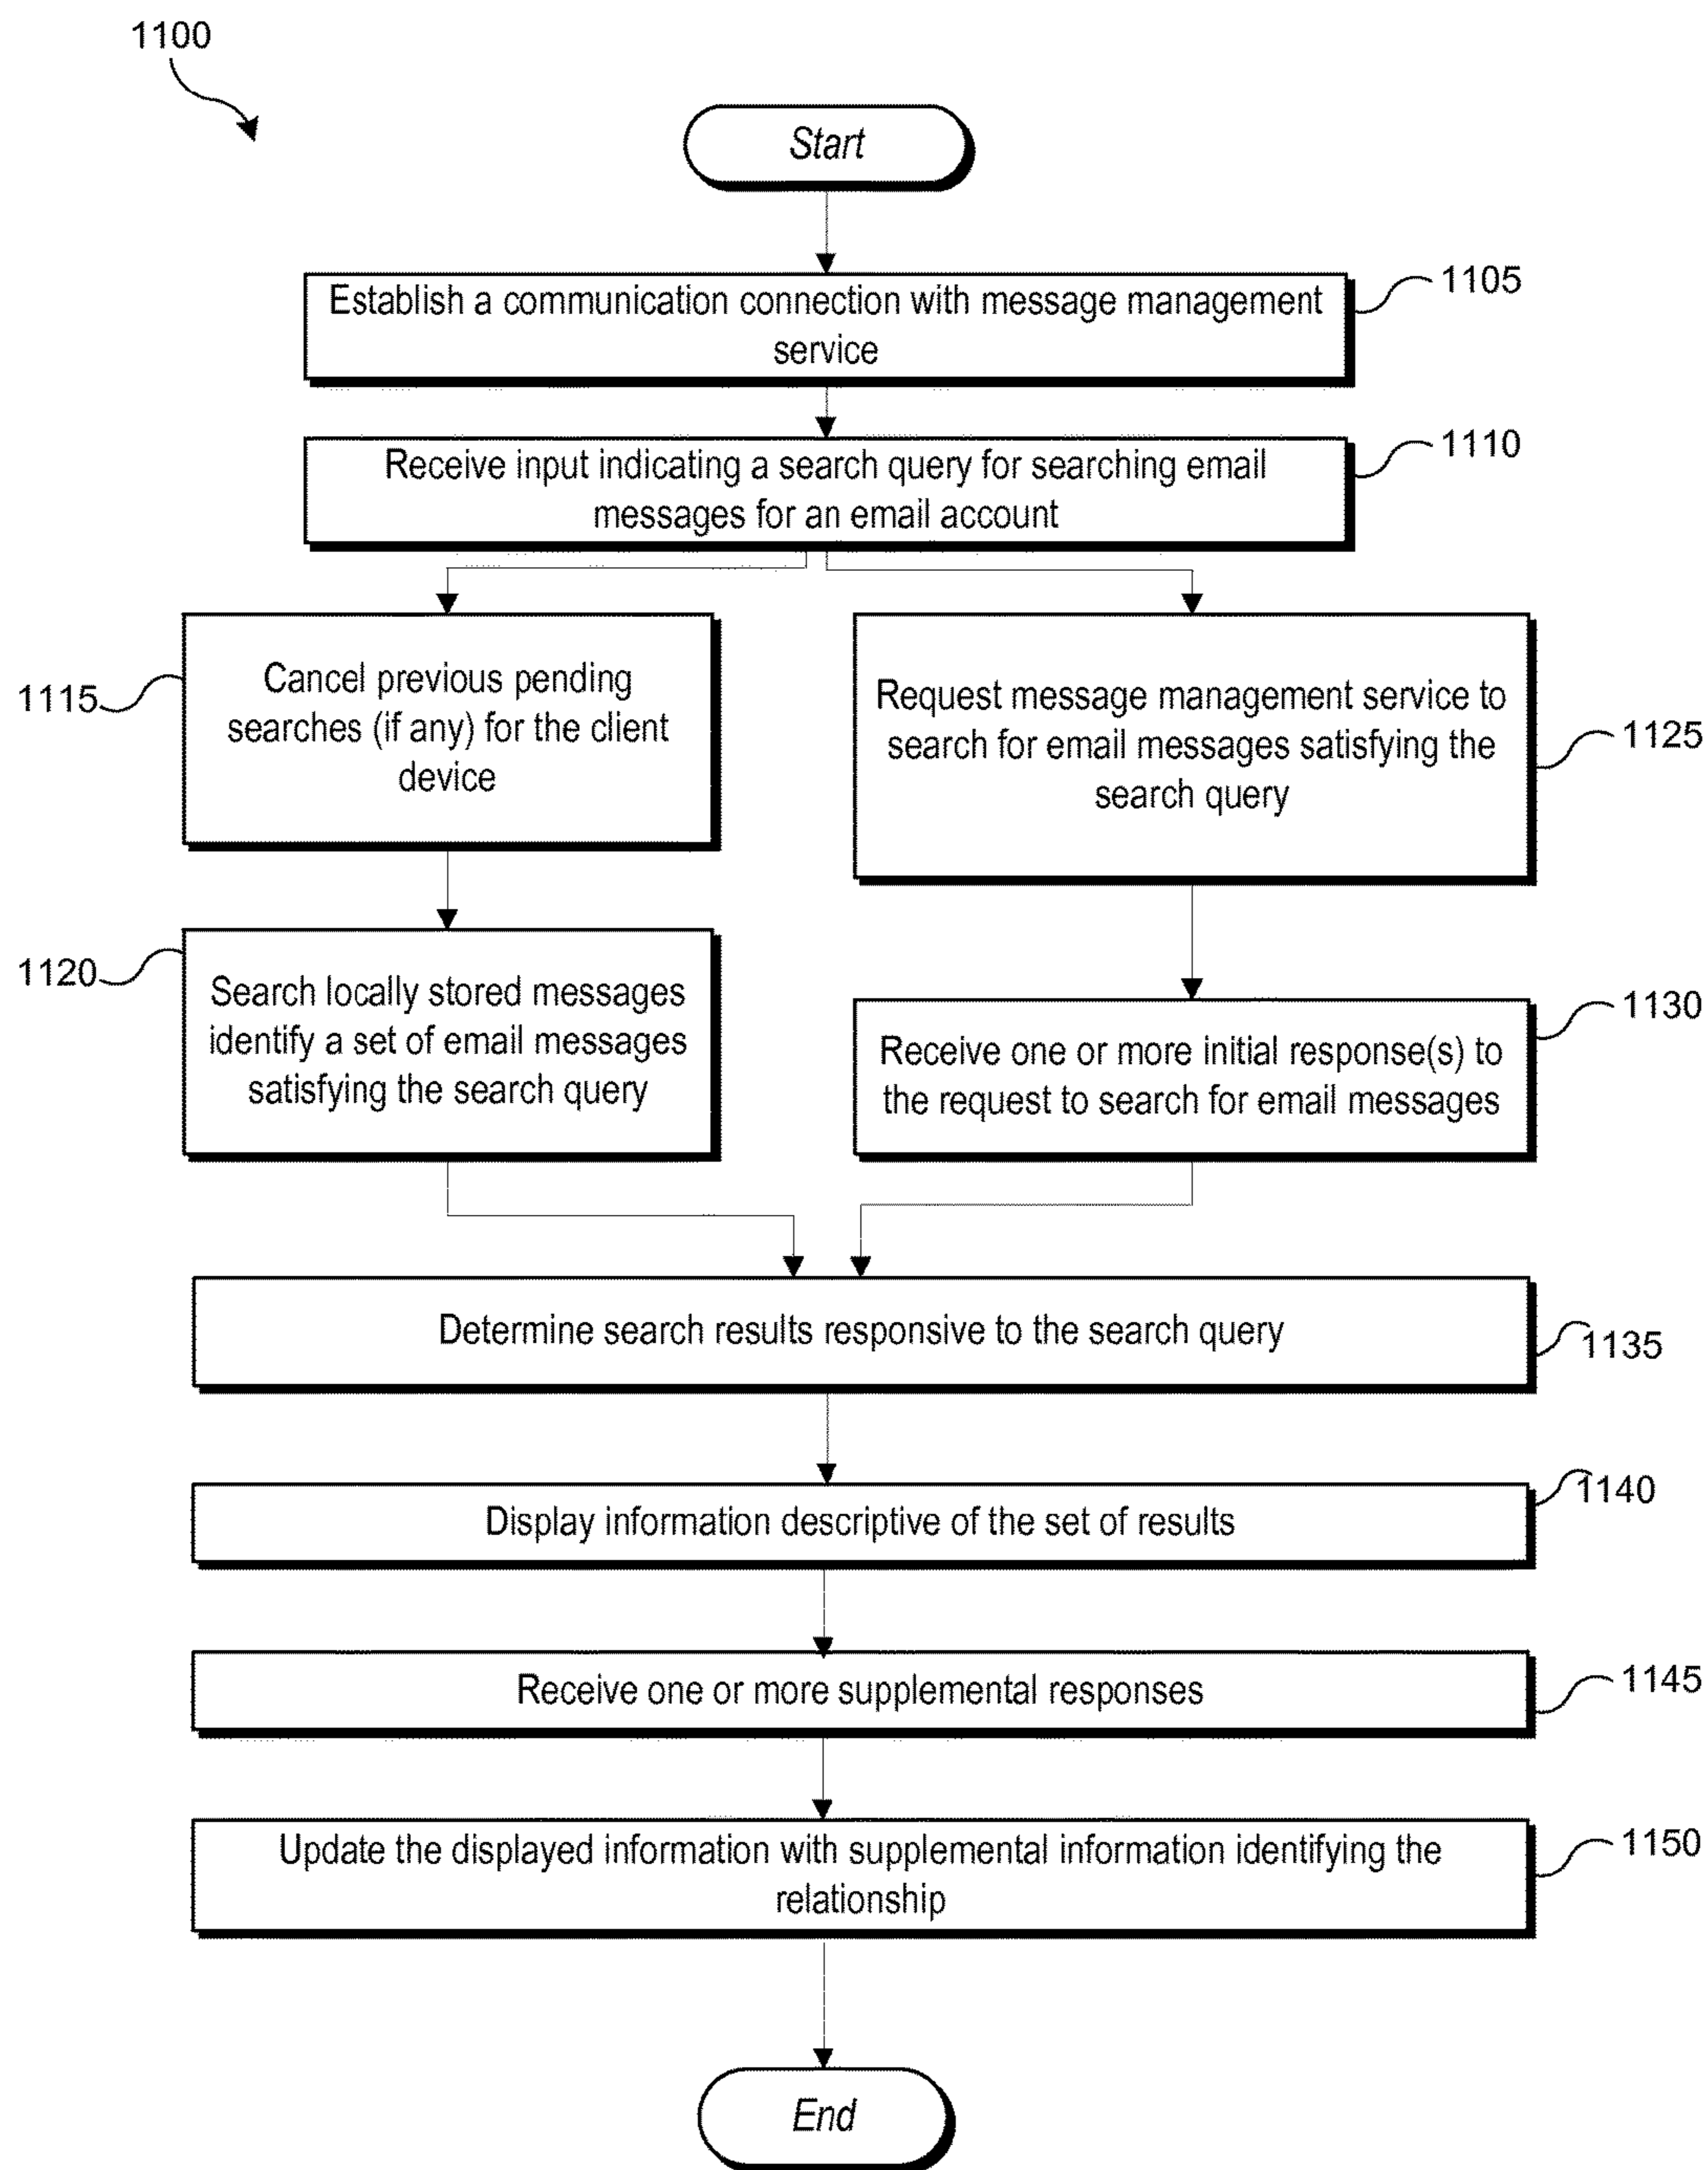 1100
Start
Establish a communication connection with message management
service
1105
Receive input indicating a search query for searching email
messages for an email account
1110
Cancel previous pending
searches (if any) for the client
device
1115
Request message management service to
search for email messages satisfying the
search query
1125
Search locally stored messages
identify a set of email messages
satisfying the search query
1120
Receive one or more initial response(s) to
the request to search for email messages
1130
Determine search results responsive to the search query
1135
Display information descriptive of the set of results
1140
Receive one or more supplemental responses
1145
Update the displayed information with supplemental information identifying the
relationship
1150
End